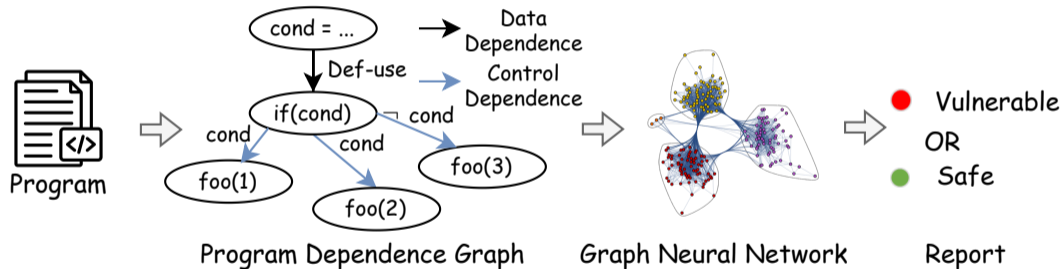 cond = ...
Data
Dependence
Def-use
Control
Dependence
if(cond)
cond
cond
¬ cond
foo(1)
foo(2)
foo(3)
</>
Program
Program Dependence Graph
Graph Neural Network
Vulnerable
OR
Safe
Report